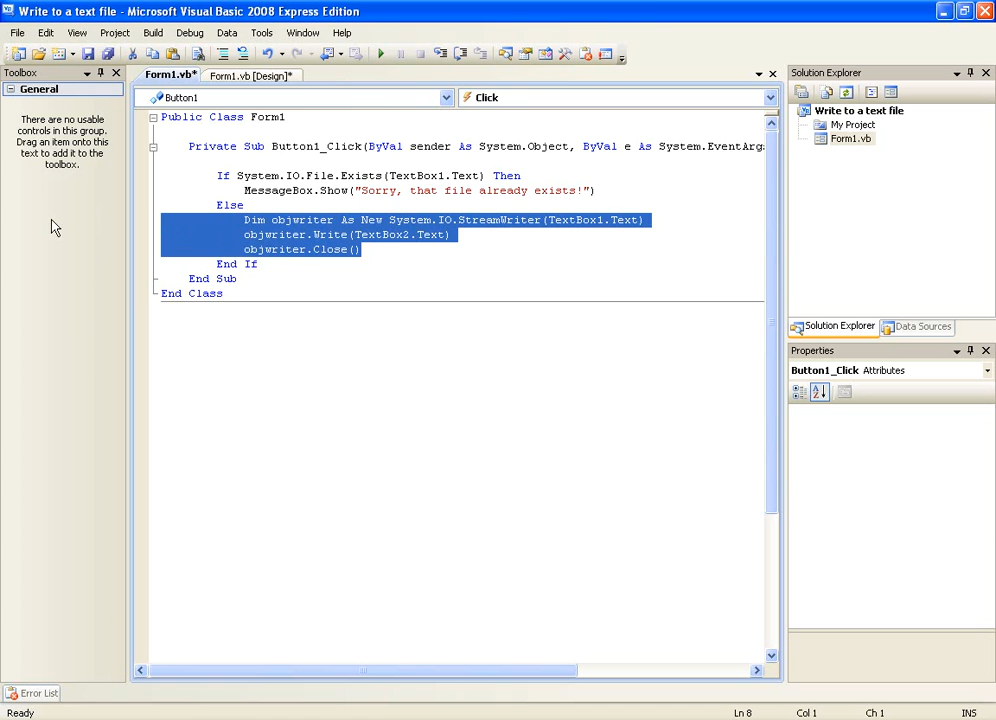 Write to a text file - Microsoft Visual Basic 2008 Express Edition
File Edit View Project Build Debug Data Tools Window Help
Toolbox
General
There are no usable
controls in this group.
Drag an item onto this
text to add it to the
toolbox.
Form1.vb* Form1.vb [Design]*
Button1 Click
Public Class Form1
Private Sub Button1_Click(ByVal sender As System.Object, ByVal e As System.EventArg
If System.IO.File.Exists(TextBox1.Text) Then
MessageBox.Show("Sorry, that file already exists!")
Else
Dim objwriter As New System.IO.StreamWriter(TextBox1.Text)
objwriter.Write(TextBox2.Text)
objwriter.Close()
End If
End Sub
End Class
Solution Explorer
Write to a text file
My Project
Form1.vb
Solution Explorer Data Sources
Properties
Button1_Click Attributes
Error List
Ready Ln 8 Col 1 Ch 1 INS